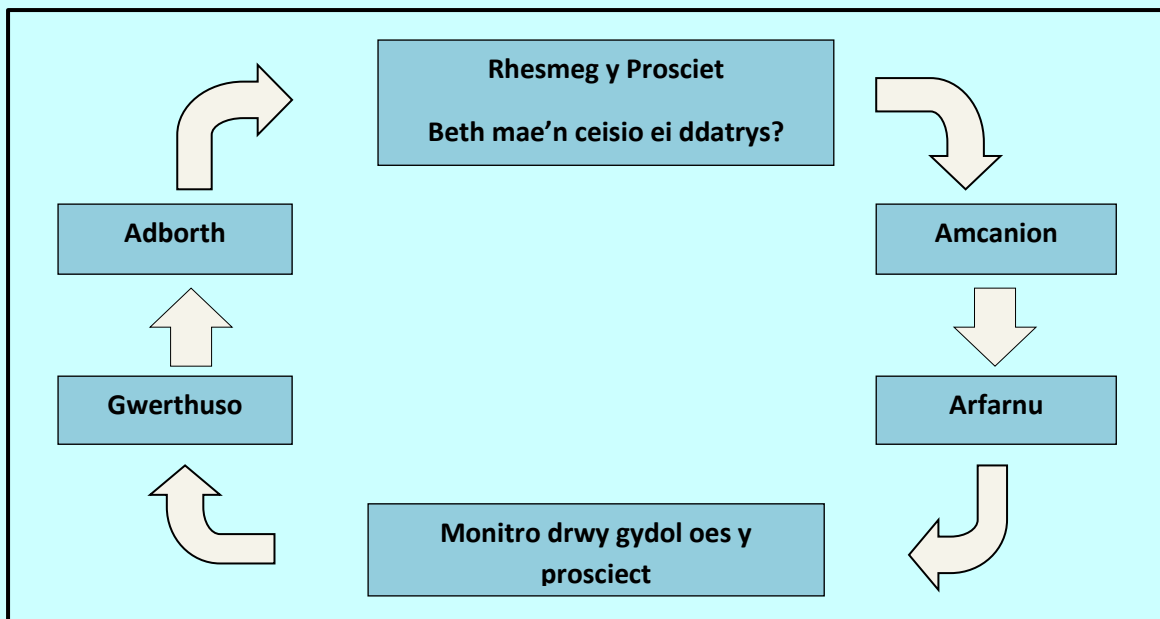 Rhesmeg y Prosciet
Beth mae'n ceisio ei ddatrys?
Amcanion
Arfarnu
Monitro drwy gydol oes y
prosciect
Gwerthuso
Adborth